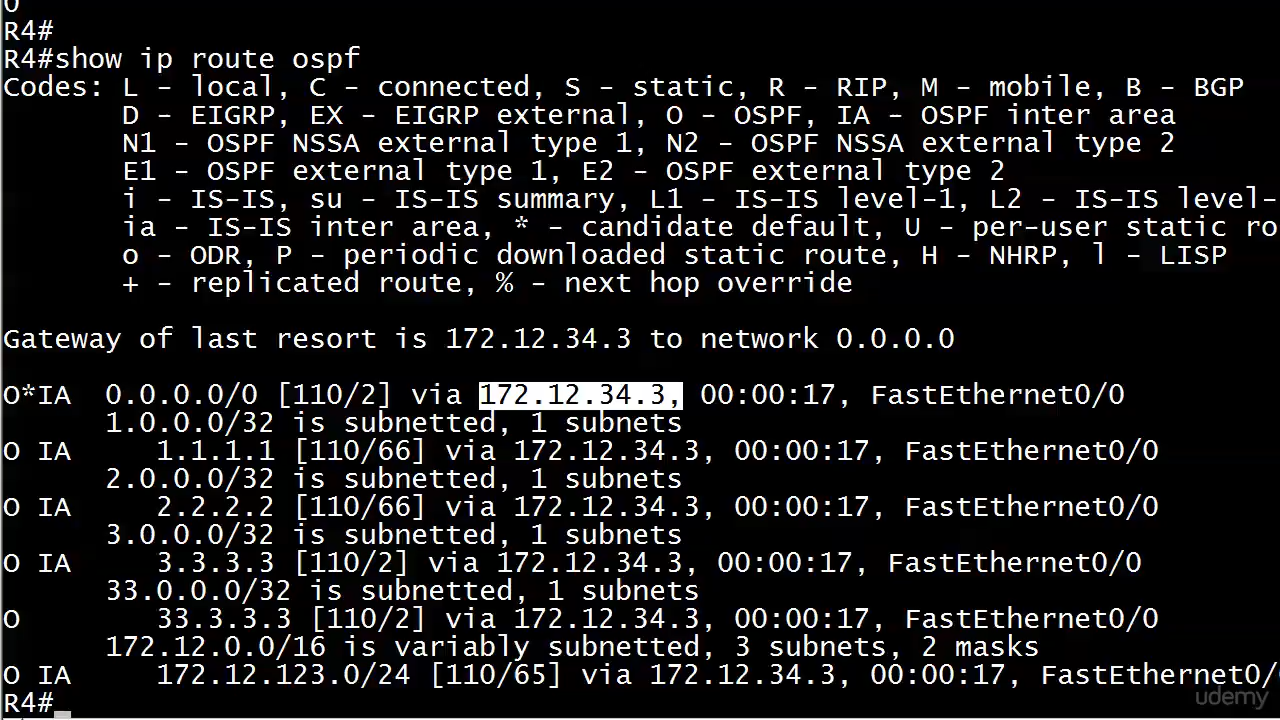 0
R4#
R4#show ip route ospf
Codes: L - local, C - connected, S - static, R - RIP, M - mobile, B - BGP
D - EIGRP, EX - EIGRP external, O - OSPF, IA - OSPF inter area
N1 - OSPF NSSA external type 1, N2 - OSPF NSSA external type 2
E1 - OSPF external type 1, E2 - OSPF external type 2
i - IS-IS, su - IS-IS summary, L1 - IS-IS level-1, L2 - IS-IS level-
ia - IS-IS inter area, * - candidate default, U - per-user static ro
o - ODR, P - periodic downloaded static route, H - NHRP, l - LISP
+ - replicated route, % - next hop override
Gateway of last resort is 172.12.34.3 to network 0.0.0.0
O*IA 0.0.0.0/0 [110/2] via 172.12.34.3, 00:00:17, FastEthernet0/0
1.0.0.0/32 is subnetted, 1 subnets
O IA 1.1.1.1 [110/66] via 172.12.34.3, 00:00:17, FastEthernet0/0
2.0.0.0/32 is subnetted, 1 subnets
O IA 2.2.2.2 [110/66] via 172.12.34.3, 00:00:17, FastEthernet0/0
3.0.0.0/32 is subnetted, 1 subnets
O IA 3.3.3.3 [110/2] via 172.12.34.3, 00:00:17, FastEthernet0/0
33.0.0.0/32 is subnetted, 1 subnets
O 33.3.3.3 [110/2] via 172.12.34.3, 00:00:17, FastEthernet0/0
172.12.0.0/16 is variably subnetted, 3 subnets, 2 masks
O IA 172.12.123.0/24 [110/65] via 172.12.34.3, 00:00:17, FastEthernet0/
R4#
udemy